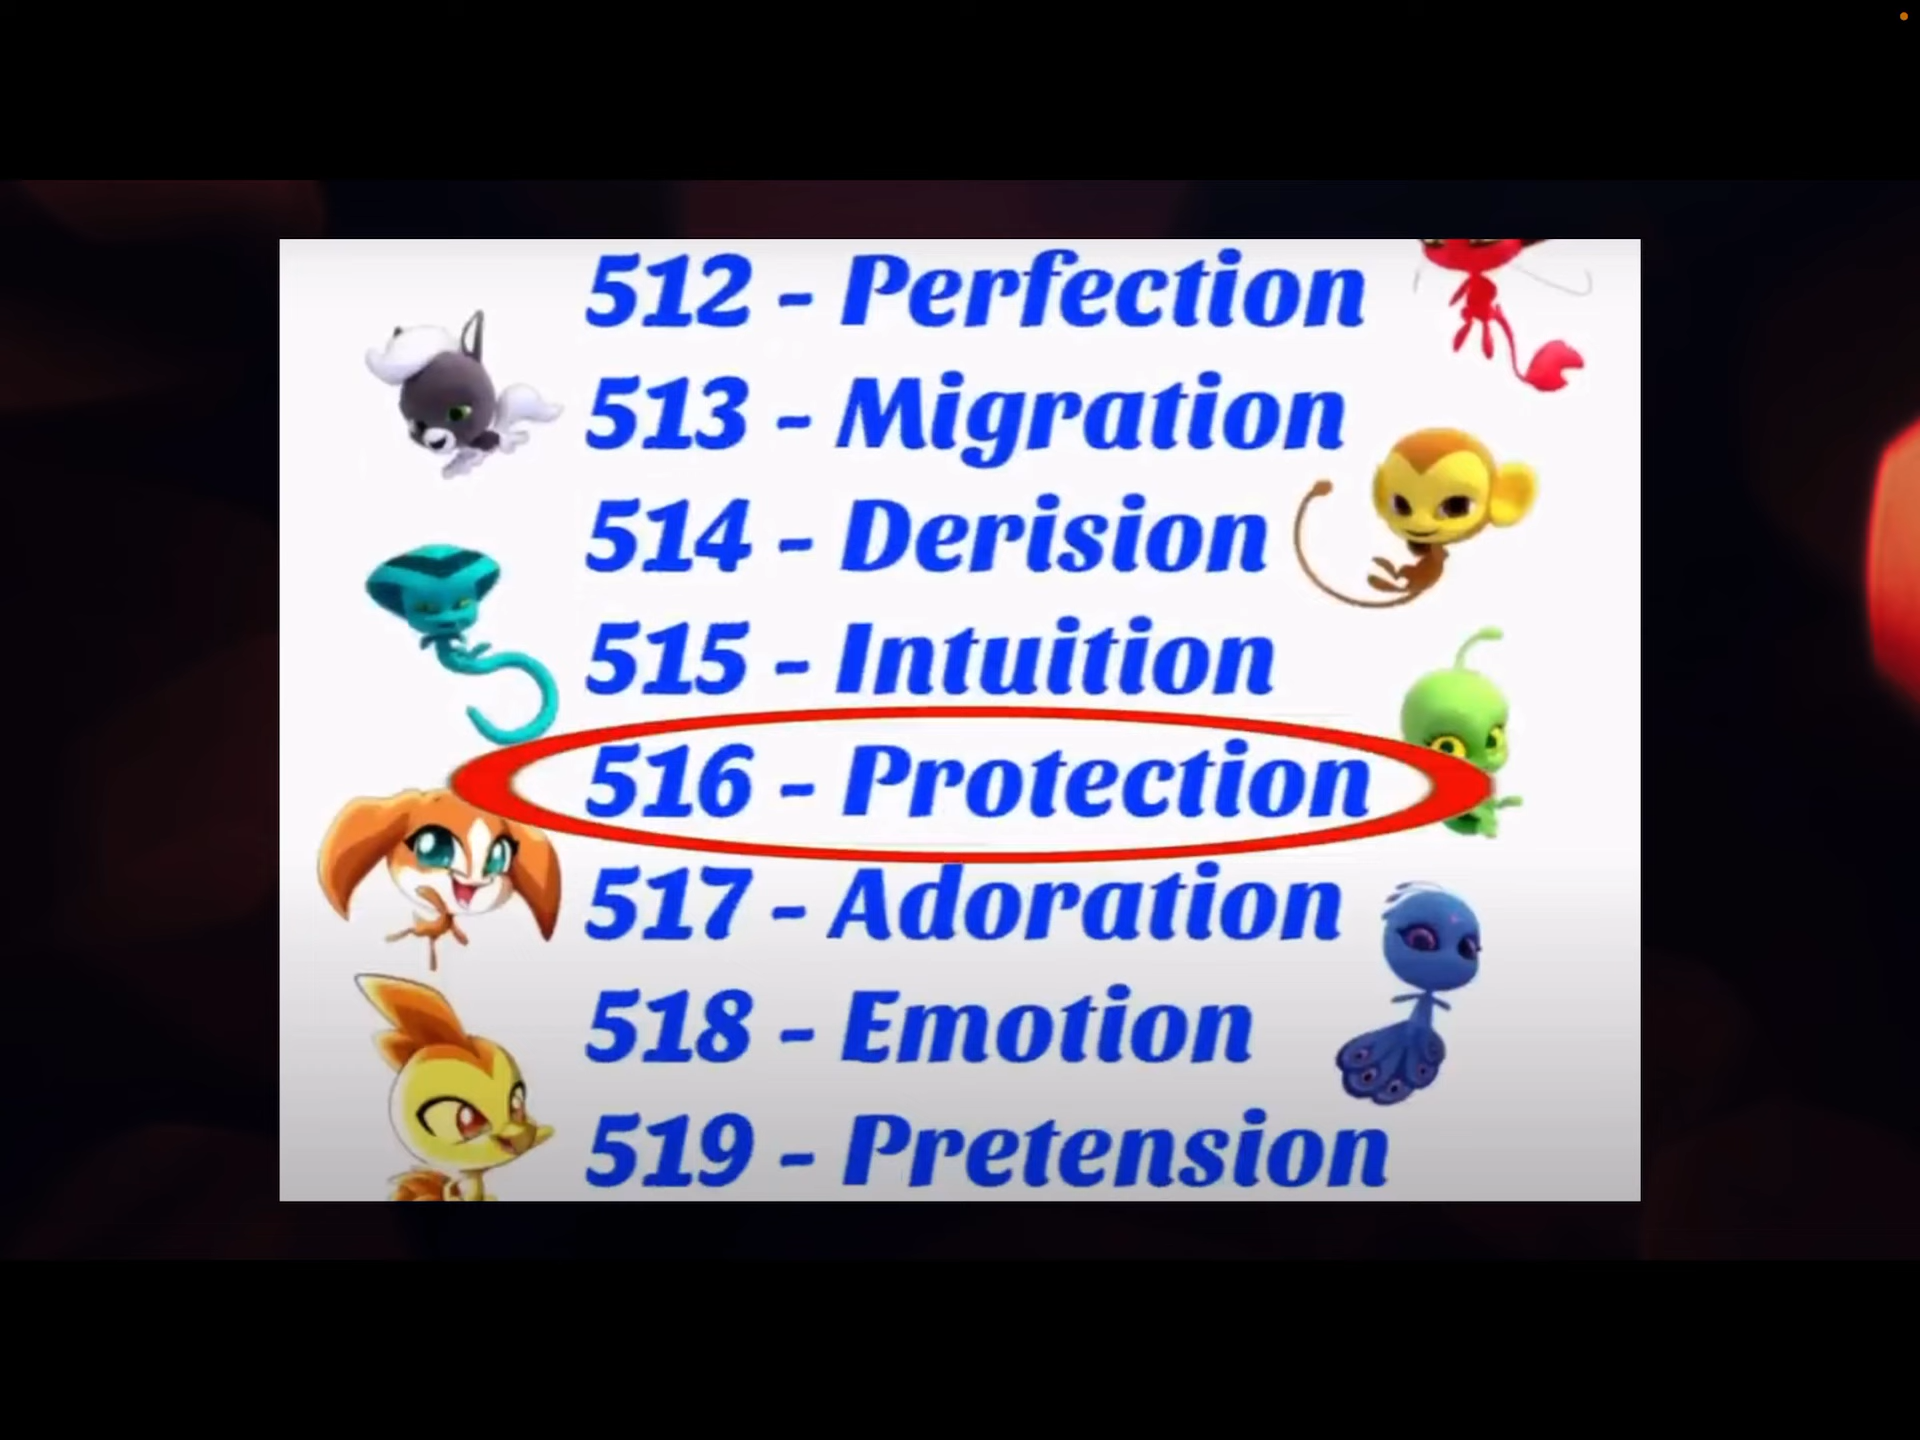 512 - Perfection
513 - Migration
514 - Derision
515 - Intuition
516 - Protection
517 - Adoration
518 - Emotion
519 - Pretension